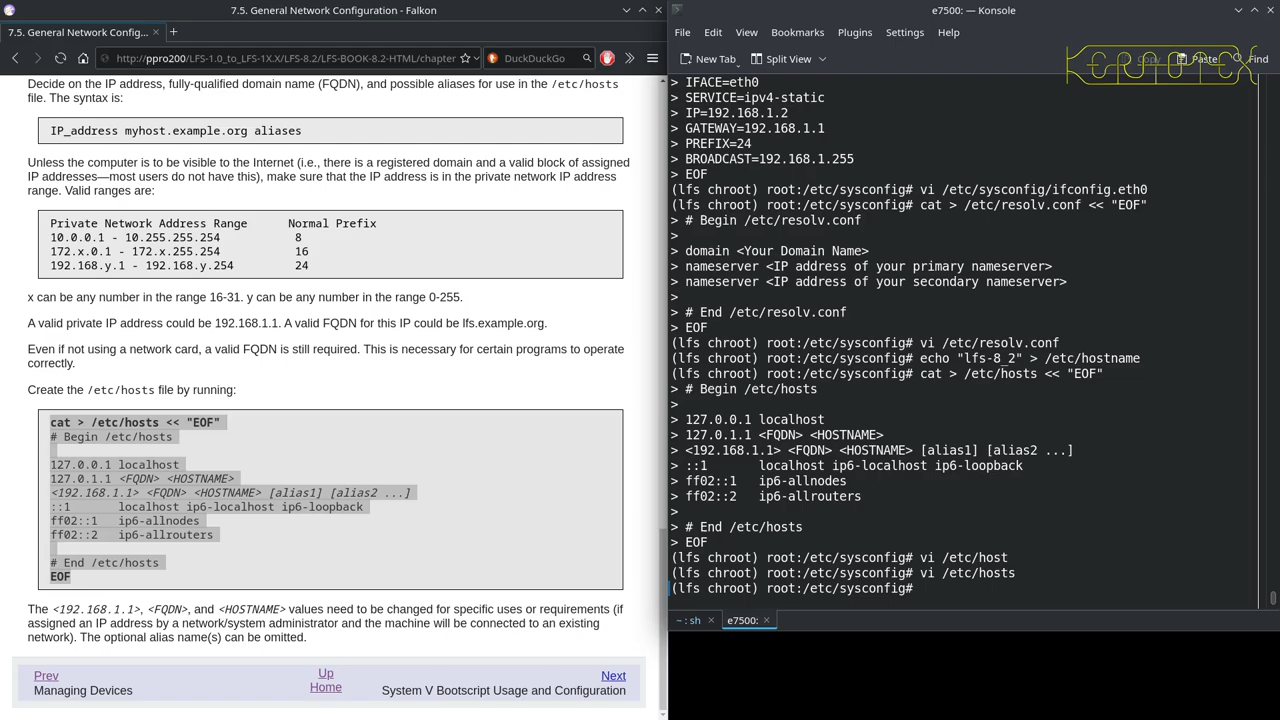 7.5. General Network Configuration - Falkon
7.5. General Network Config...
http://ppro200/LFS-1.0_to_LFS-1X.X/LFS-8.2/LFS-BOOK-8.2-HTML/chapter
DuckDuckGo
Decide on the IP address, fully-qualified domain name (FQDN), and possible aliases for use in the /etc/hosts
file. The syntax is:
IP_address myhost.example.org aliases
Unless the computer is to be visible to the Internet (i.e., there is a registered domain and a valid block of assigned
IP addresses—most users do not have this), make sure that the IP address is in the private network IP address
range. Valid ranges are:
Private Network Address Range      Normal Prefix
10.0.0.1 - 10.255.255.254           8
172.x.0.1 - 172.x.255.254           16
192.168.y.1 - 192.168.y.254         24
x can be any number in the range 16-31. y can be any number in the range 0-255.
A valid private IP address could be 192.168.1.1. A valid FQDN for this IP could be lfs.example.org.
Even if not using a network card, a valid FQDN is still required. This is necessary for certain programs to operate
correctly.
Create the /etc/hosts file by running:
cat > /etc/hosts << "EOF"
# Begin /etc/hosts
127.0.0.1 localhost
127.0.1.1 <FQDN> <HOSTNAME>
<192.168.1.1> <FQDN> <HOSTNAME> [alias1] [alias2 ...]
::1       localhost ip6-localhost ip6-loopback
ff02::1   ip6-allnodes
ff02::2   ip6-allrouters
# End /etc/hosts
EOF
The <192.168.1.1>, <FQDN>, and <HOSTNAME> values need to be changed for specific uses or requirements (if
assigned an IP address by a network/system administrator and the machine will be connected to an existing
network). The optional alias name(s) can be omitted.
Prev
Up
Next
Managing Devices
Home
System V Bootscript Usage and Configuration
e7500: — Konsole
File Edit View Bookmarks Plugins Settings Help
New Tab Split View Copy Paste Find
> IFACE=eth0
> SERVICE=ipv4-static
> IP=192.168.1.2
> GATEWAY=192.168.1.1
> PREFIX=24
> BROADCAST=192.168.1.255
> EOF
(lfs chroot) root:/etc/sysconfig# vi /etc/sysconfig/ifconfig.eth0
(lfs chroot) root:/etc/sysconfig# cat > /etc/resolv.conf << "EOF"
> # Begin /etc/resolv.conf
>
> domain <Your Domain Name>
> nameserver <IP address of your primary nameserver>
> nameserver <IP address of your secondary nameserver>
>
> # End /etc/resolv.conf
> EOF
(lfs chroot) root:/etc/sysconfig# vi /etc/resolv.conf
(lfs chroot) root:/etc/sysconfig# echo "lfs-8_2" > /etc/hostname
(lfs chroot) root:/etc/sysconfig# cat > /etc/hosts << "EOF"
> # Begin /etc/hosts
>
> 127.0.0.1 localhost
> 127.0.1.1 <FQDN> <HOSTNAME>
> <192.168.1.1> <FQDN> <HOSTNAME> [alias1] [alias2 ...]
> ::1       localhost ip6-localhost ip6-loopback
> ff02::1   ip6-allnodes
> ff02::2   ip6-allrouters
>
> # End /etc/hosts
> EOF
(lfs chroot) root:/etc/sysconfig# vi /etc/host
(lfs chroot) root:/etc/sysconfig# vi /etc/hosts
(lfs chroot) root:/etc/sysconfig#
~ : sh
e7500: